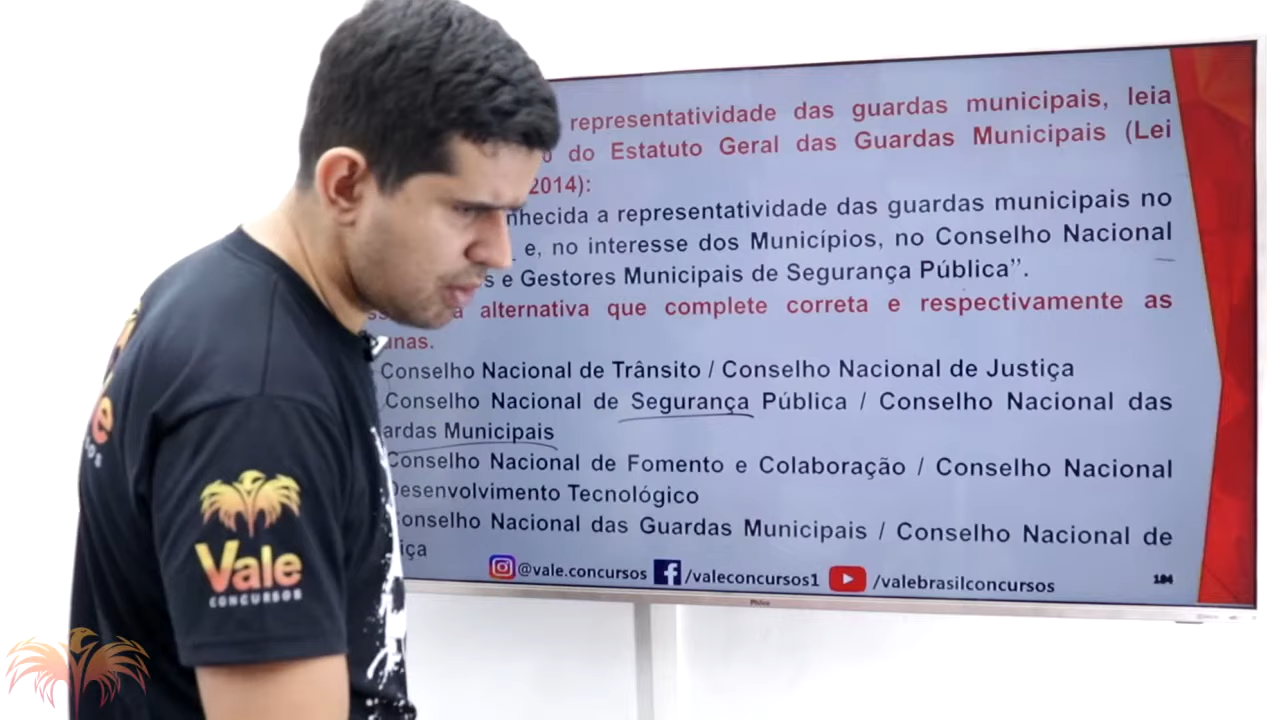 representatividade das guardas municipais, leia
do Estatuto Geral das Guardas Municipais (Lei
2014):
a representatividade das guardas municipais no
e, no interesse dos Municípios, no Conselho Nacional
e Gestores Municipais de Segurança Pública”.
alternativa que complete correta e respectivamente as
Conselho Nacional de Trânsito / Conselho Nacional de Justiça
Conselho Nacional de Segurança Pública / Conselho Nacional das
Municipais
Conselho Nacional de Fomento e Colaboração / Conselho Nacional
Desenvolvimento Tecnológico
Conselho Nacional das Guardas Municipais / Conselho Nacional de
@vale.concursos /valeconcursos1 /valebrasilconcursos
184
Philco
Vale
CONCURSOS